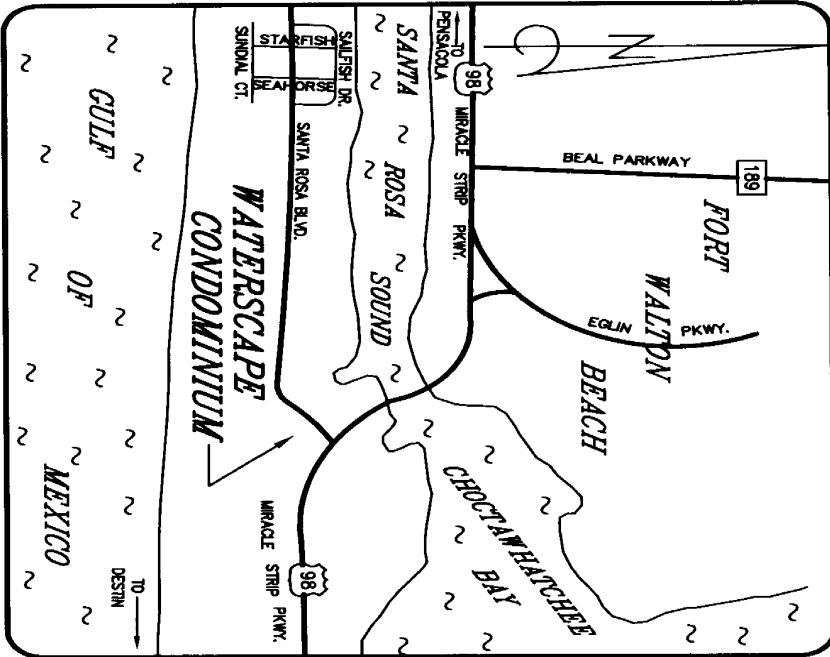 N
189
BEAL PARKWAY
FORT
WALTON
BEACH
EGLIN PKWY.
TO
PENSACOLA
98
MIRACLE STRIP PKWY.
SANTA
ROSA
SOUND
CHOCTAWHATCHEE
BAY
SAILFISH DR.
STARFISH
SEAHORSE
SUNDIAL CT.
SANTA ROSA BLVD.
WATERSCAPE
CONDOMINIUM
98
MIRACLE STRIP PKWY.
TO
DESTIN
GULF
OF
MEXICO